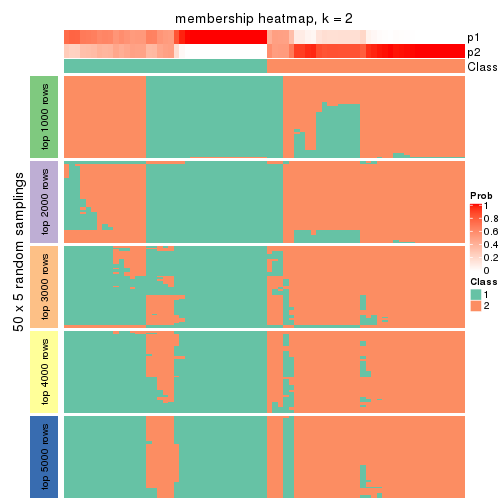 membership heatmap, k = 2
p1
p2
Class
50 x 5 random samplings
top 1000 rows
top 2000 rows
top 3000 rows
top 4000 rows
top 5000 rows
Prob
1
0.8
0.6
0.4
0.2
0
Class
1
2